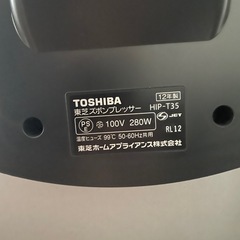 12年製
TOSHIBA
東芝ズボンプレッサー HIP-T35
PS E 100V 280W JET
温度ヒューズ 99℃ 50-60Hz共用 RL12
東芝ホームアプライアンス株式会社